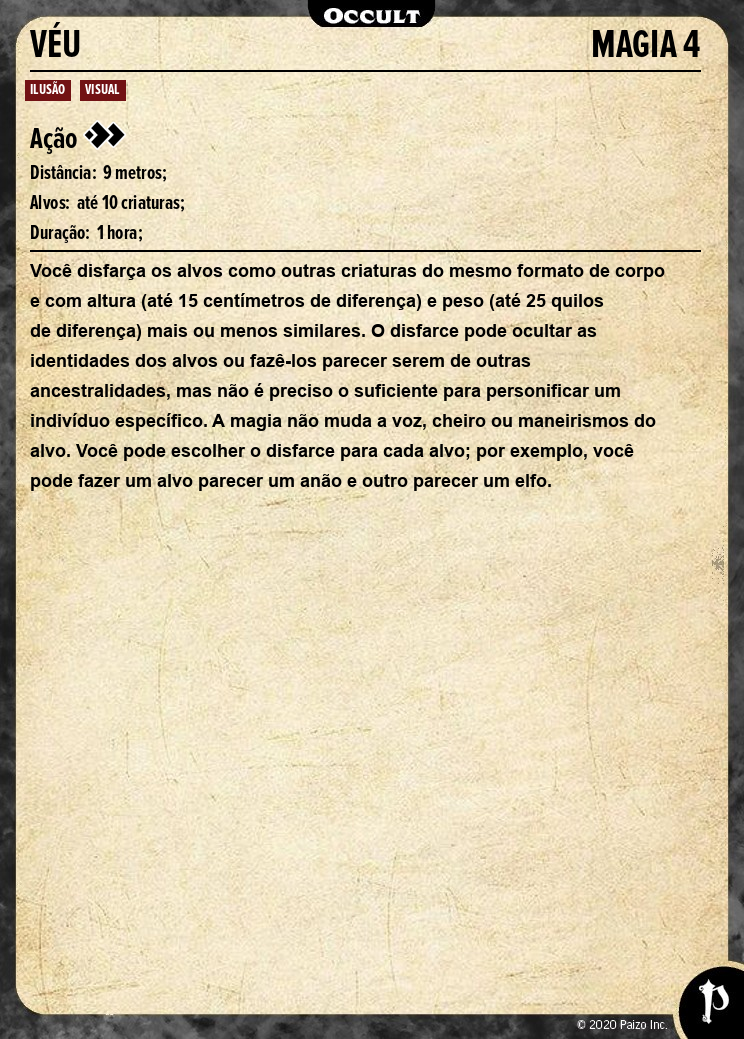 OCCULT
VÉU
MAGIA 4
ILUSÃO VISUAL
Ação
Distância: 9 metros;
Alvos: até 10 criaturas;
Duração: 1 hora;
Você disfarça os alvos como outras criaturas do mesmo formato de corpo
e com altura (até 15 centímetros de diferença) e peso (até 25 quilos
de diferença) mais ou menos similares. O disfarce pode ocultar as
identidades dos alvos ou fazê-los parecer serem de outras
ancestralidades, mas não é preciso o suficiente para personificar um
indivíduo específico. A magia não muda a voz, cheiro ou maneirismos do
alvo. Você pode escolher o disfarce para cada alvo; por exemplo, você
pode fazer um alvo parecer um anão e outro parecer um elfo.
© 2020 Paizo Inc.
P